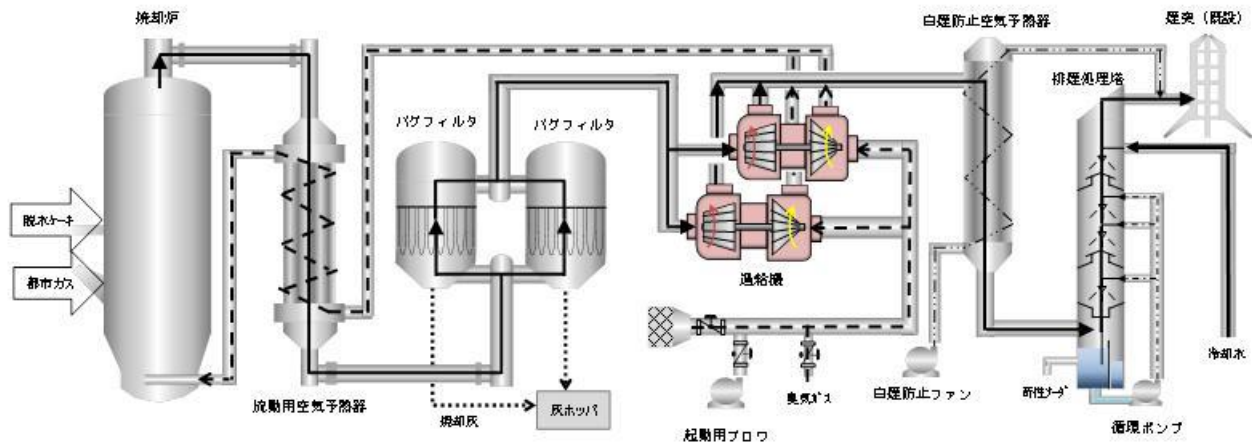 焼却炉
白煙防止空気予熱器
煙突（既設）
排煙処理塔
バグフィルタ
バグフィルタ
脱水ケーキ
都市ガス
過給機
冷却水
流動用空気予熱器
焼却灰
灰ホッパ
臭気ガス
白煙防止ファン
苛性ソーダ
起動用ブロワ
循環ポンプ